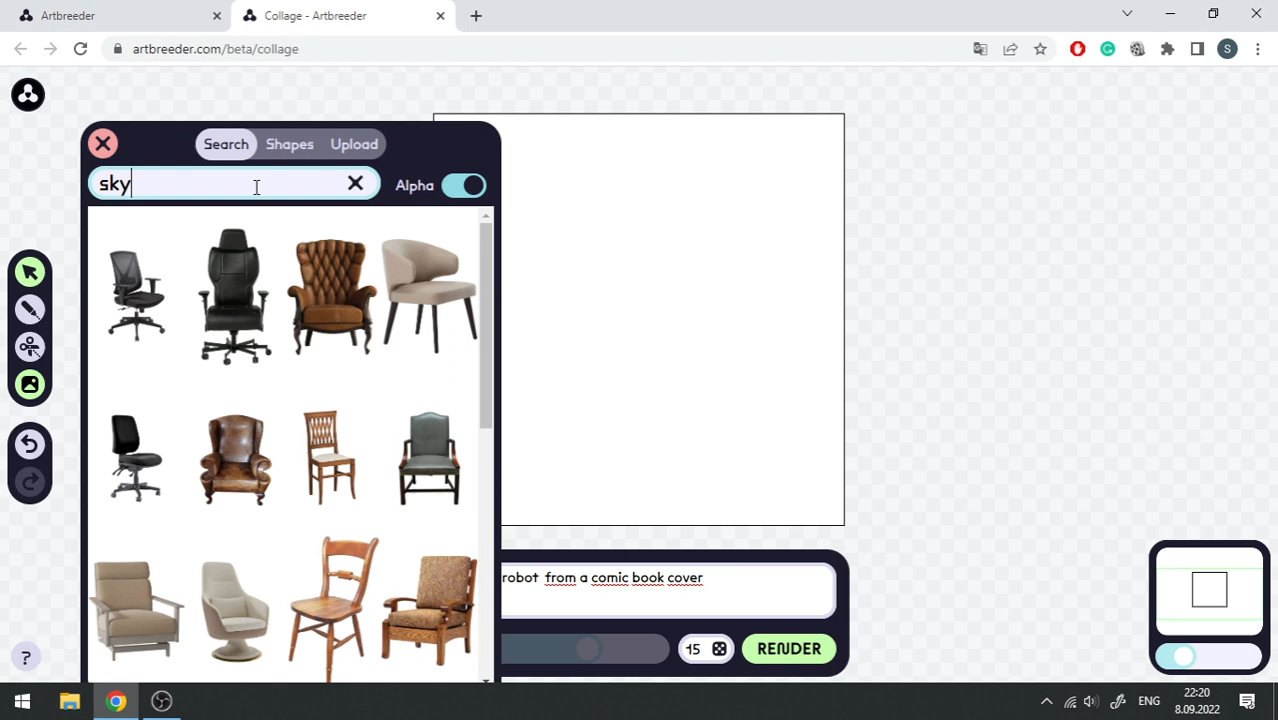 Artbreeder
Collage - Artbreeder
artbreeder.com/beta/collage
S
Search Shapes Upload
sky
Alpha
robot from a comic book cover
15 RENDER
?
ENG
22:20
8.09.2022